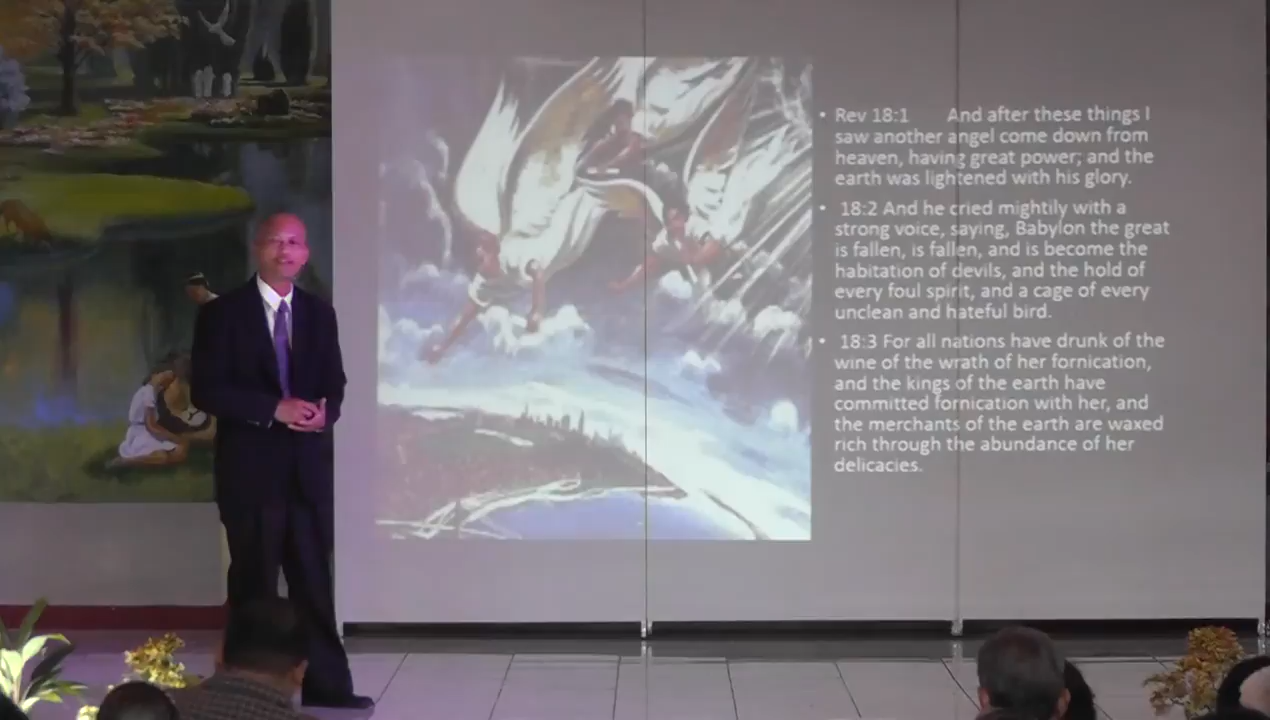 • Rev 18:1 And after these things I
saw another angel come down from
heaven, having great power; and the
earth was lightened with his glory.
• 18:2 And he cried mightily with a
strong voice, saying, Babylon the great
is fallen, is fallen, and is become the
habitation of devils, and the hold of
every foul spirit, and a cage of every
unclean and hateful bird.
• 18:3 For all nations have drunk of the
wine of the wrath of her fornication,
and the kings of the earth have
committed fornication with her, and
the merchants of the earth are waxed
rich through the abundance of her
delicacies.